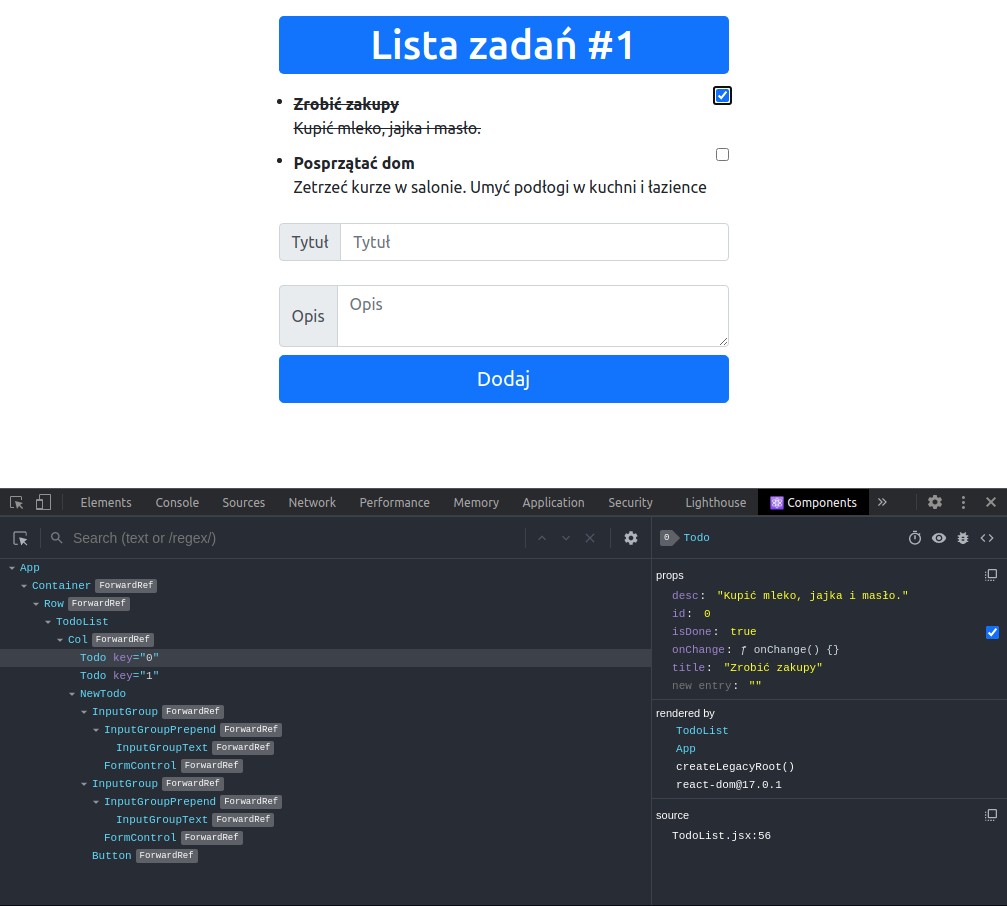 Lista zadań #1
Zrobić zakupy
Kupić mleko, jajka i masło.
Posprzątać dom
Zetrzeć kurze w salonie. Umyć podłogi w kuchni i łazience
Tytuł Tytuł
Opis Opis
Dodaj
Elements Console Sources Network Performance Memory Application Security Lighthouse Components »
Search (text or /regex/)
App
Container ForwardRef
Row ForwardRef
TodoList
Col ForwardRef
Todo key="0"
Todo key="1"
NewTodo
InputGroup ForwardRef
InputGroupPrepend ForwardRef
InputGroupText ForwardRef
FormControl ForwardRef
InputGroup ForwardRef
InputGroupPrepend ForwardRef
InputGroupText ForwardRef
FormControl ForwardRef
Button ForwardRef
0 Todo
props
desc: "Kupić mleko, jajka i masło."
id: 0
isDone: true
onChange: ƒ onChange() {}
title: "Zrobić zakupy"
new entry: ""
rendered by
TodoList
App
createLegacyRoot()
react-dom@17.0.1
source
TodoList.jsx:56